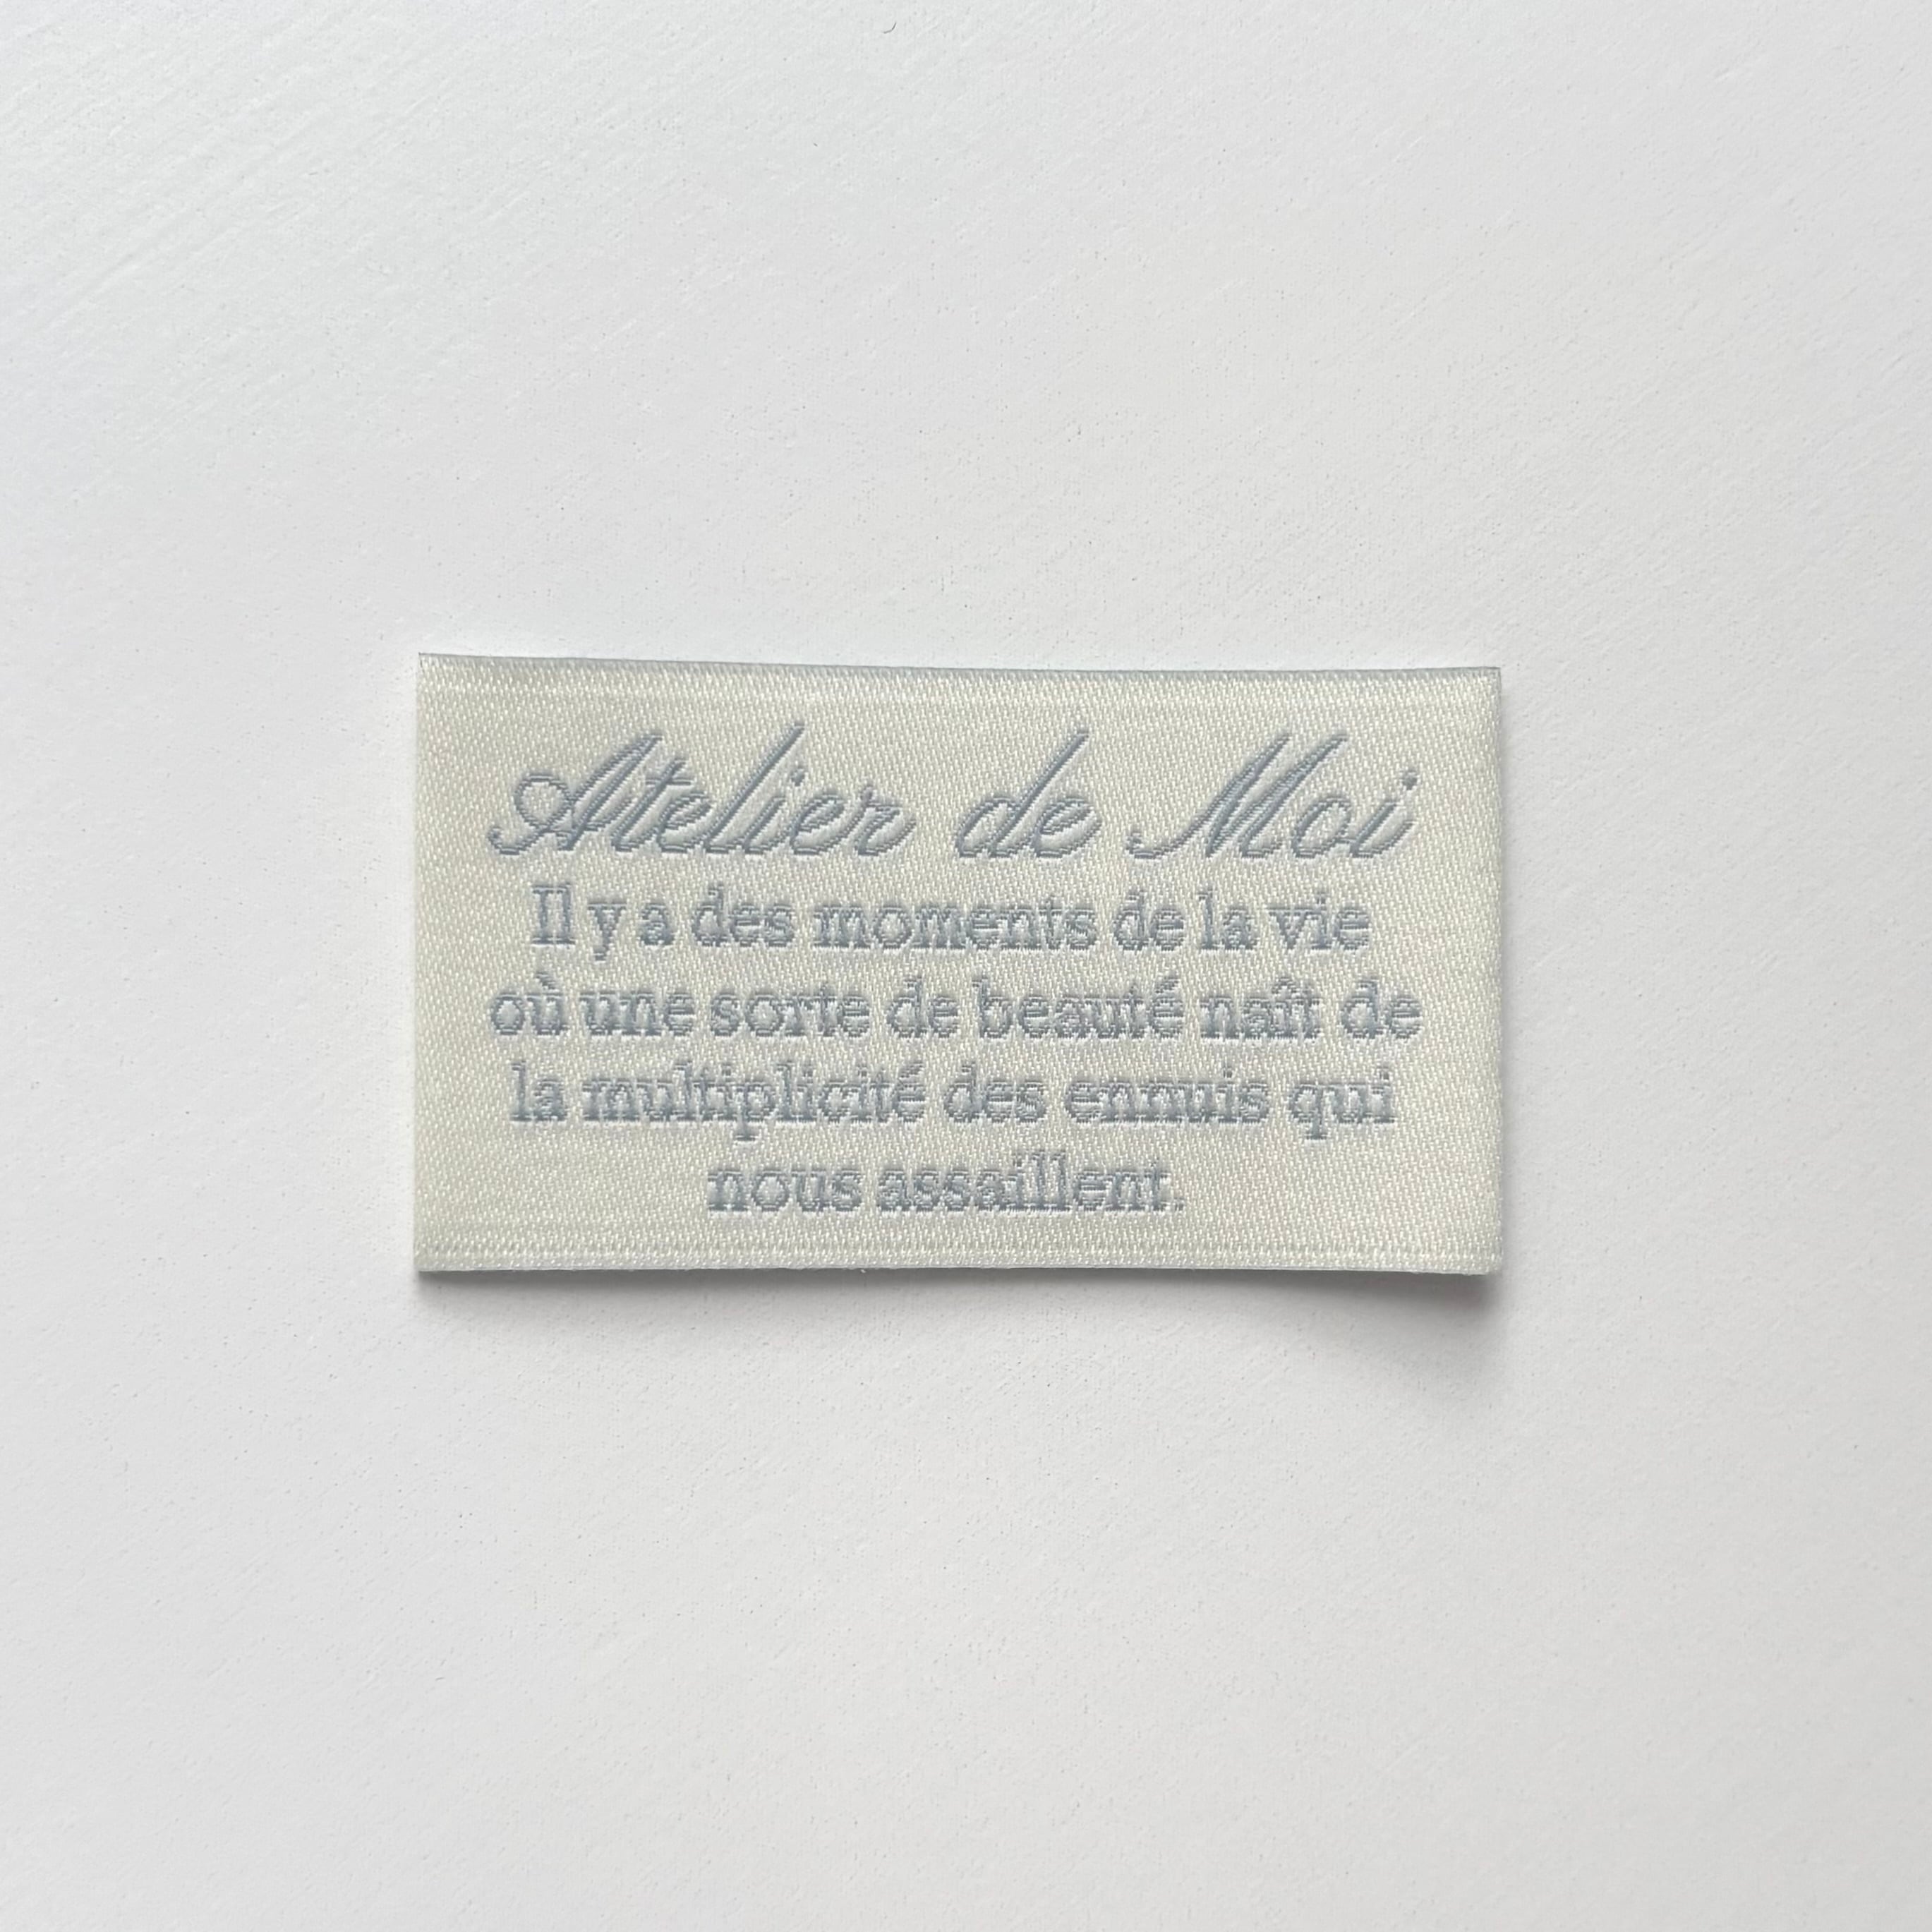 Atelier de Moi
Il y a des moments de la vie
où une sorte de beauté naît de
la multiplicité des ennuis qui
nous assaillent.